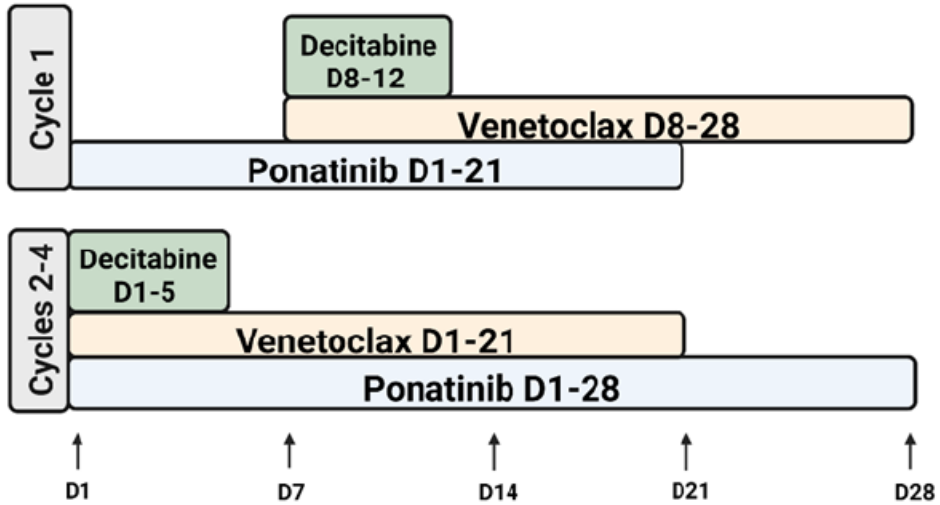 Cycle 1
Decitabine
D8-12
Venetoclax D8-28
Ponatinib D1-21
Cycles 2-4
Decitabine
D1-5
Venetoclax D1-21
Ponatinib D1-28
D1 D7 D14 D21 D28